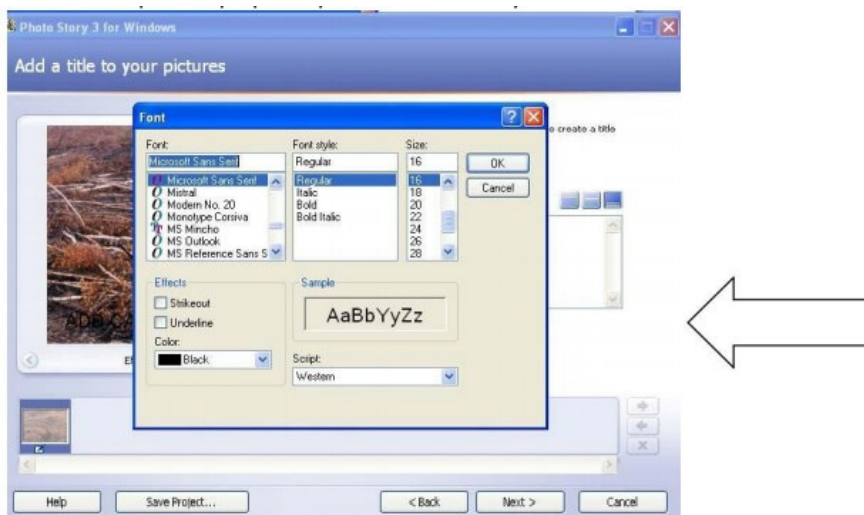 Photo Story 3 for Windows
Add a title to your pictures
Font
o create a title
Font:
Font style:
Size:
Microsoft Sans Serif
Regular
16
OK
Cancel
Microsoft Sans Serif
Mistral
Modern No. 20
Monotype Corsiva
MS Mincho
MS Outlook
MS Reference Sans S
Regular
Italic
Bold
Bold Italic
16
18
20
22
24
26
28
Effects
Strikeout
Underline
Color:
Black
Sample
AaBbYyZz
Script:
Western
ADD CA
Ef
Help
Save Project...
< Back
Next >
Cancel